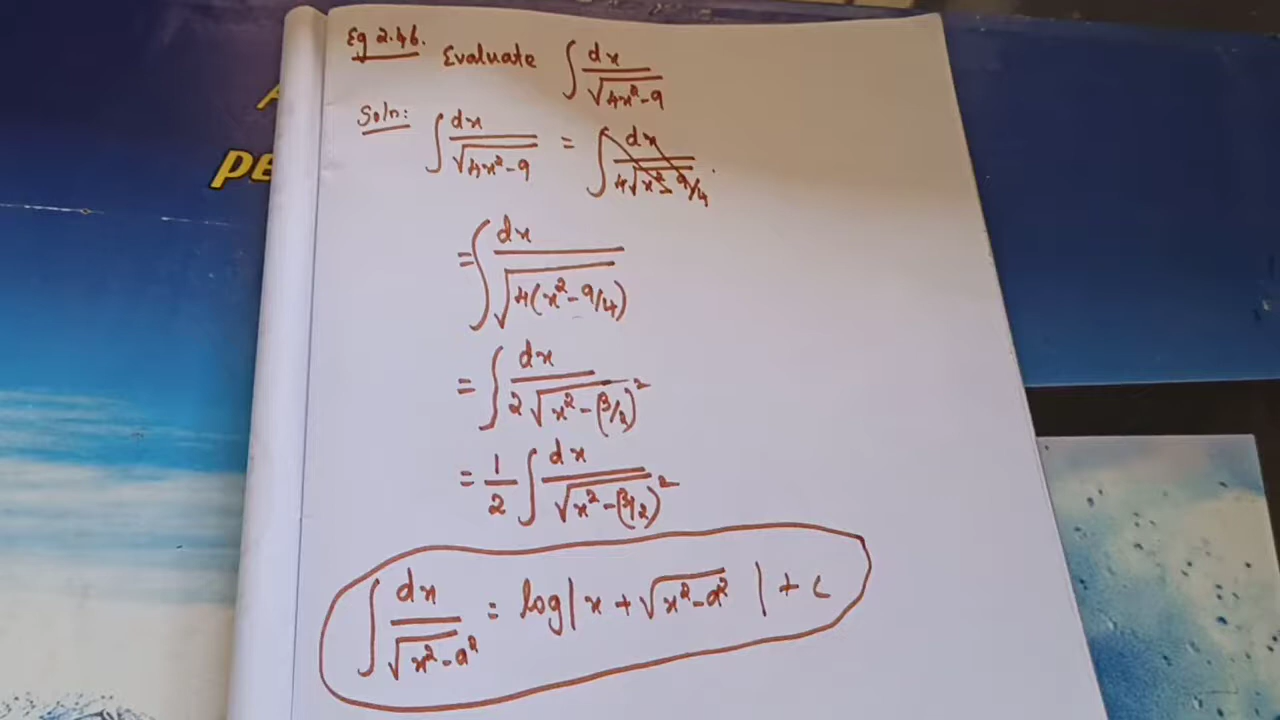 Eg 2.46. Evaluate ∫ dx/√(4x²-9)
Soln: ∫ dx/√(4x²-9) = ∫ dx/4√(x²-9/4)
= ∫ dx/√(4(x²-9/4))
= ∫ dx/2√(x²-(3/2)²)
= 1/2 ∫ dx/√(x²-(3/2)²)
∫ dx/√(x²-a²) = log|x+√(x²-a²)|+c